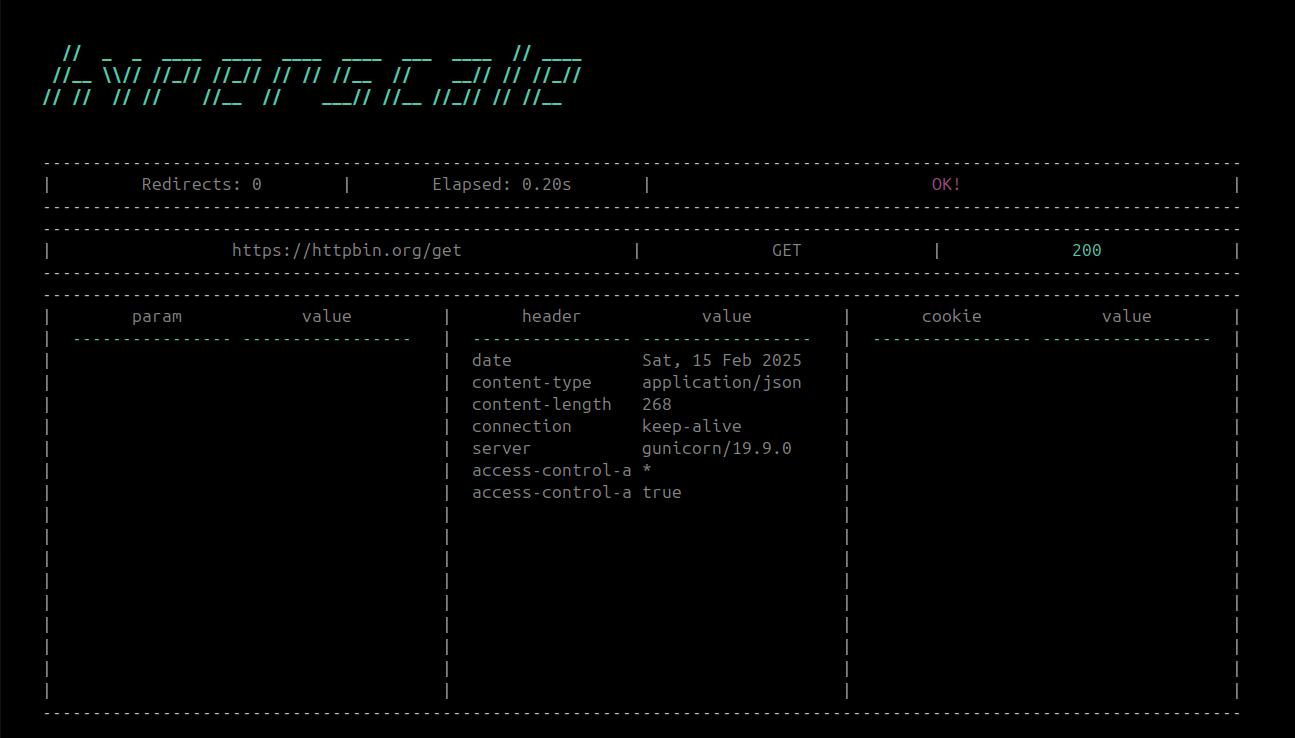 hyperscale
Redirects: 0 | Elapsed: 0.20s | OK!
https://httpbin.org/get | GET | 200
param value | header value | cookie value
date Sat, 15 Feb 2025
content-type application/json
content-length 268
connection keep-alive
server gunicorn/19.9.0
access-control-a *
access-control-a true